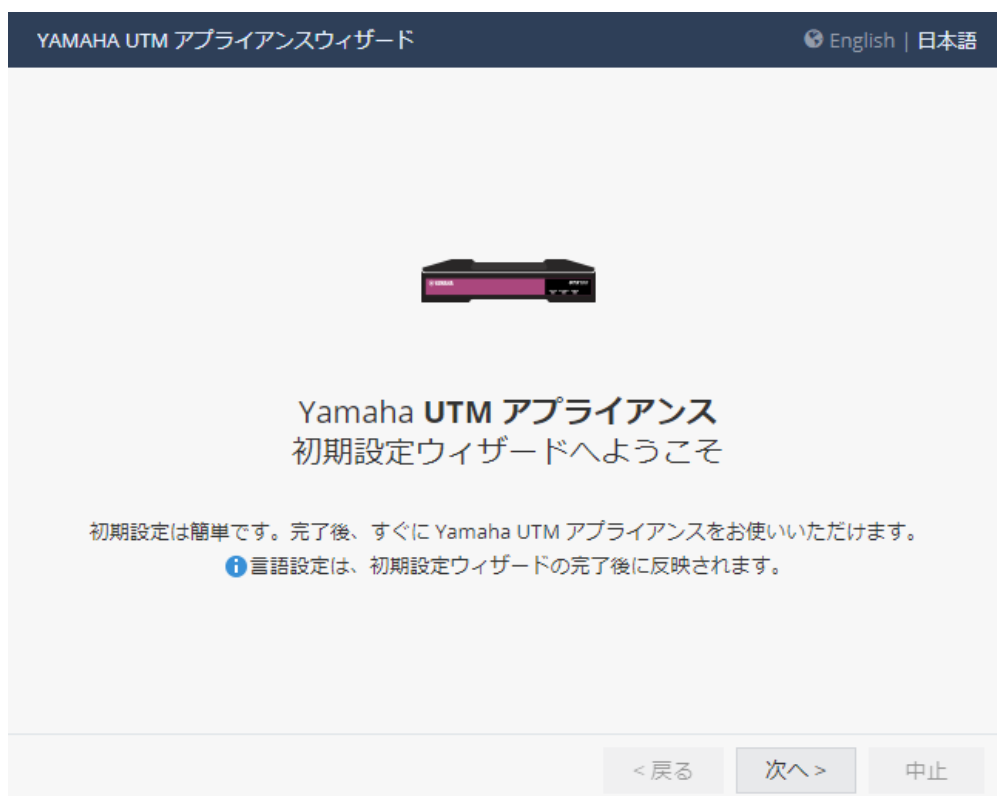 YAMAHA UTM アプライアンスウィザード
English | 日本語
YAMAHA
Yamaha UTM アプライアンス
初期設定ウィザードへようこそ
初期設定は簡単です。完了後、すぐに Yamaha UTM アプライアンスをお使いいただけます。
言語設定は、初期設定ウィザードの完了後に反映されます。
< 戻る
次へ >
中止